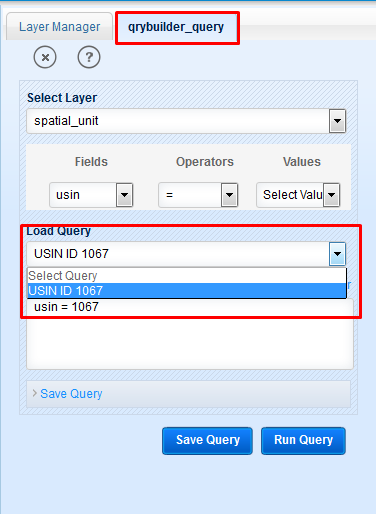 Layer Manager
qrybuilder_query
Select Layer
spatial_unit
Fields Operators Values
usin = Select Valu
Load Query
USIN ID 1067
Select Query
USIN ID 1067
usin = 1067
Save Query
Save Query Run Query